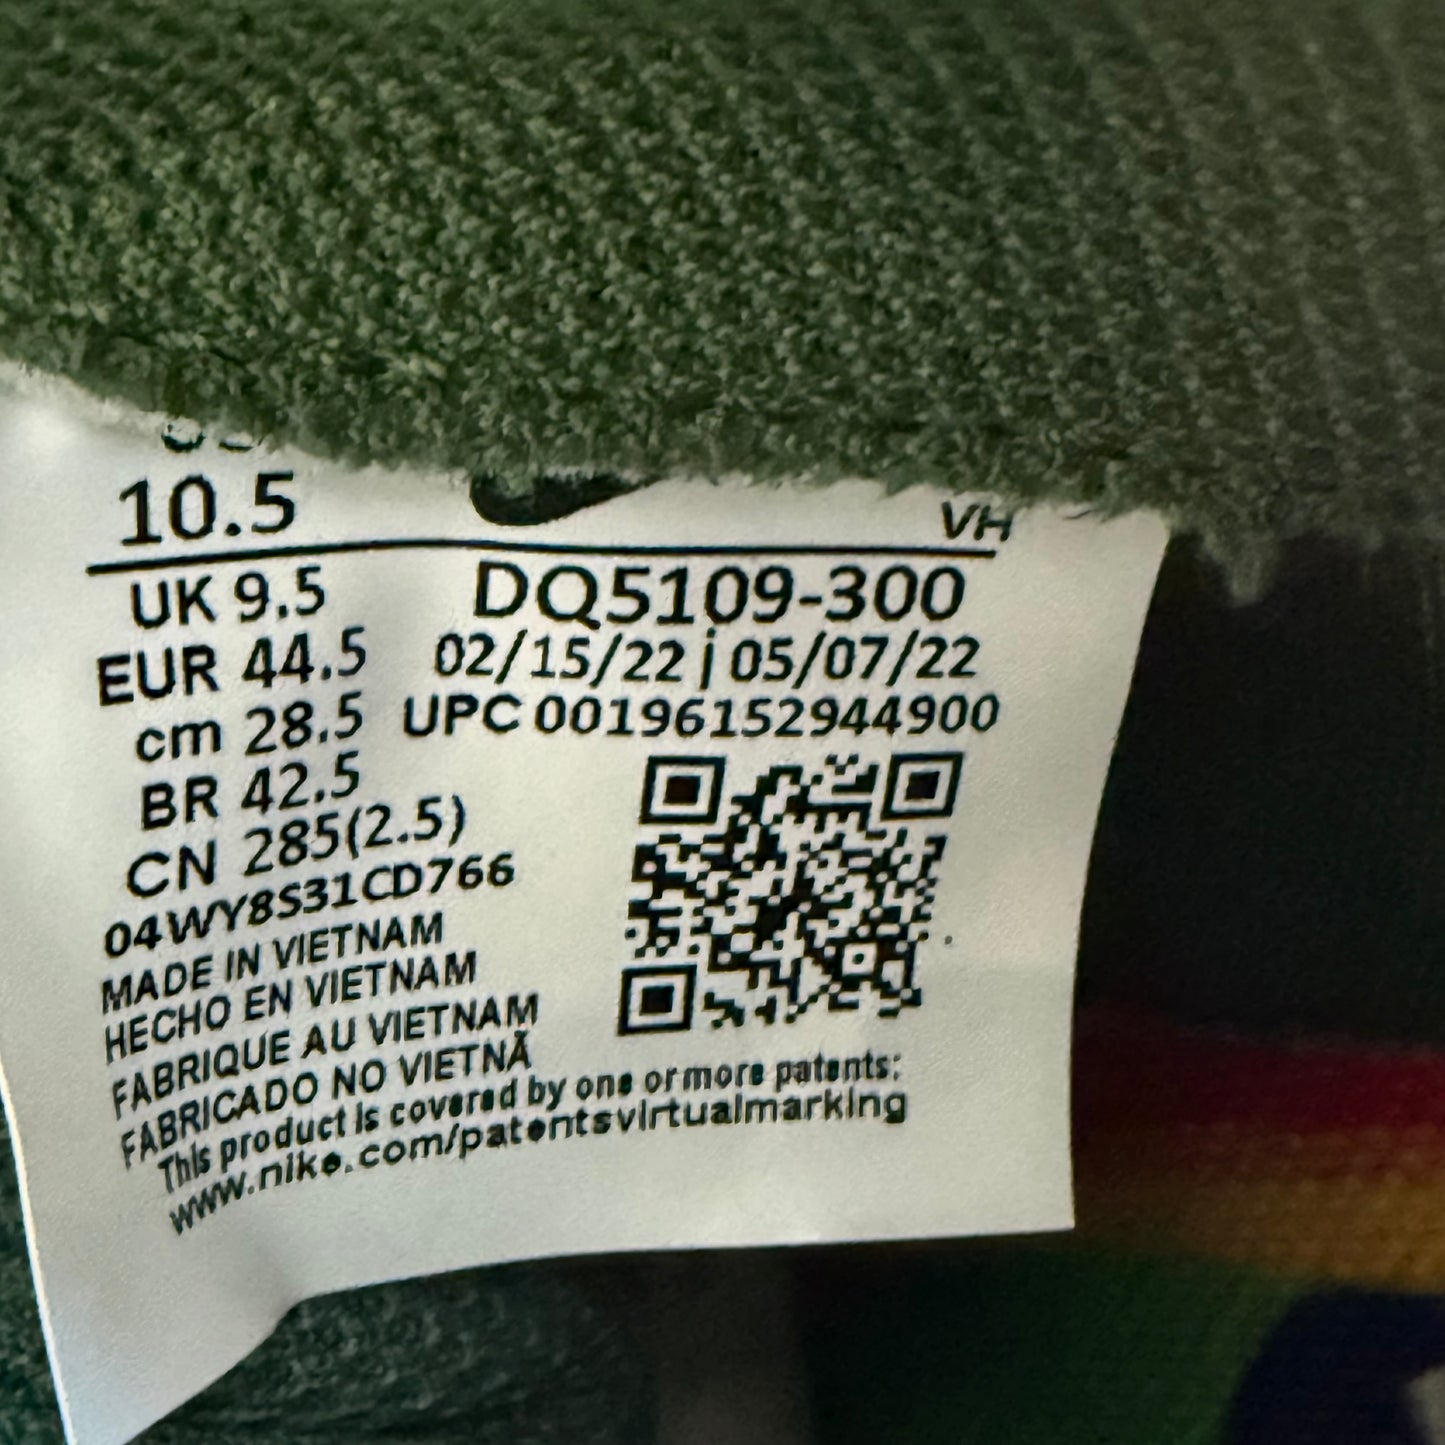 10.5
VH
UK 9.5
DQ5109-300
EUR 44.5
02/15/22 | 05/07/22
cm 28.5
UPC 00196152944900
BR 42.5
CN 285(2.5)
04WY8S31CD766
MADE IN VIETNAM
HECHO EN VIETNAM
FABRIQUE AU VIETNAM
FABRICADO NO VIETNÃ
This product is covered by one or more patents:
www.nike.com/patentsvirtualmarking